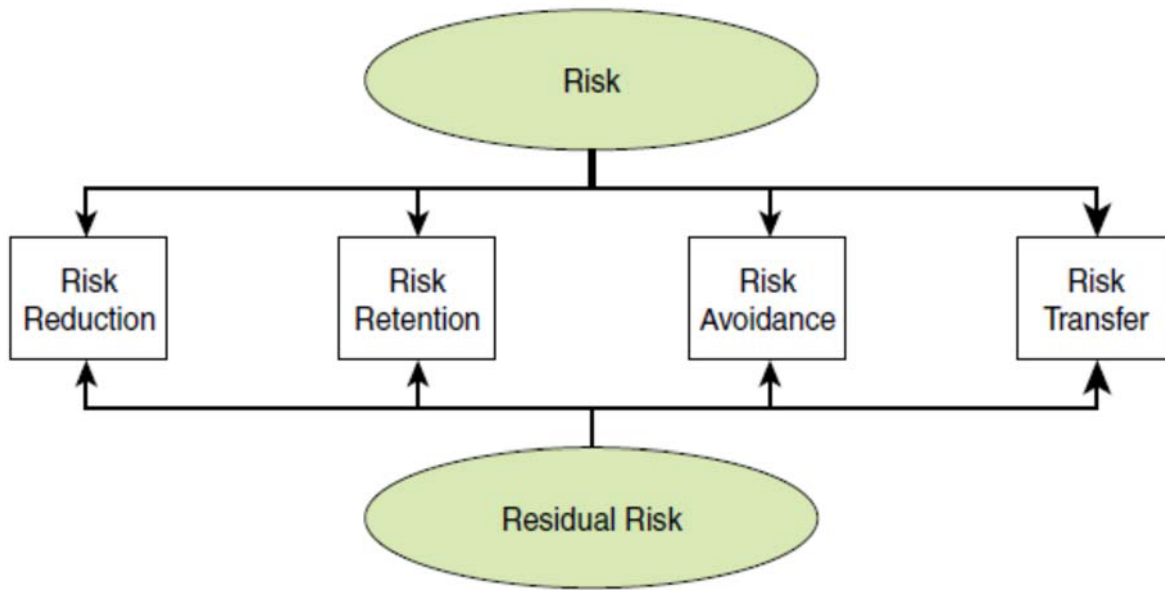 Risk
Risk
Reduction
Risk
Retention
Risk
Avoidance
Risk
Transfer
Residual Risk